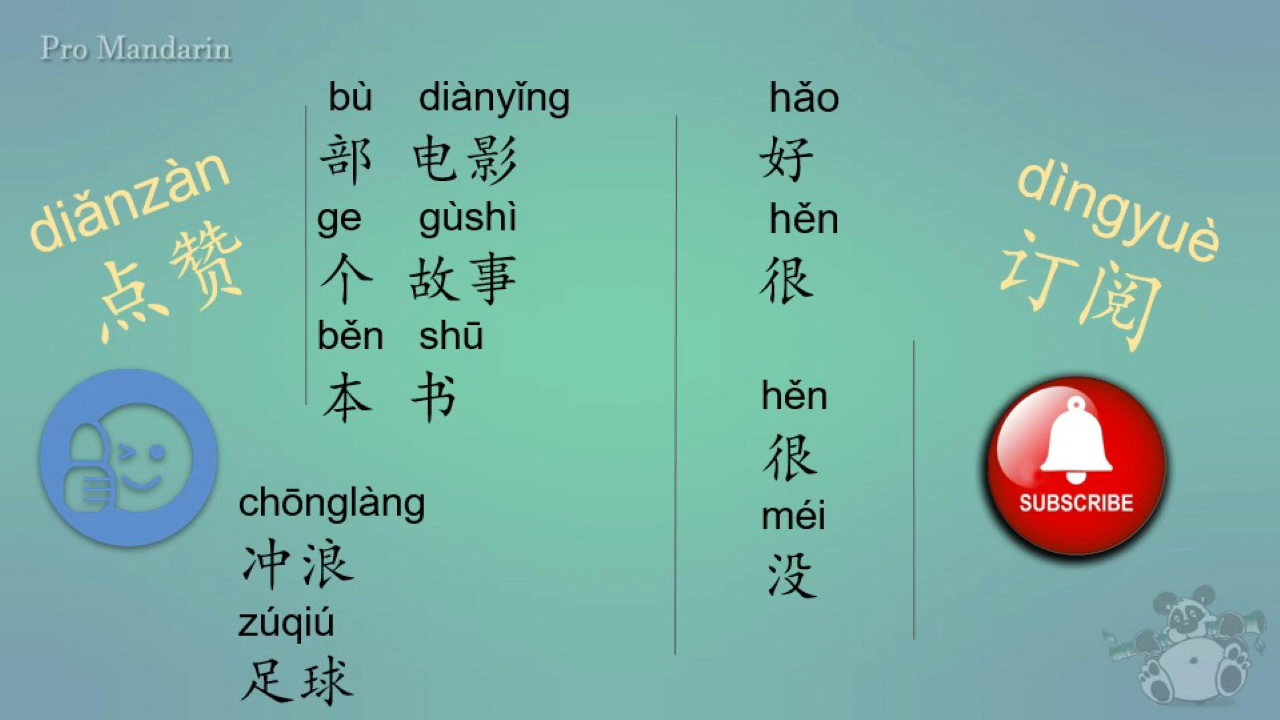 Pro Mandarin
diǎnzàn
点赞
bù diànyǐng
部 电影
ge gùshì
个 故事
běn shū
本 书
chōnglàng
冲浪
zúqiú
足球
hǎo
好
hěn
很
hěn
很
méi
没
dìngyuè
订阅
SUBSCRIBE